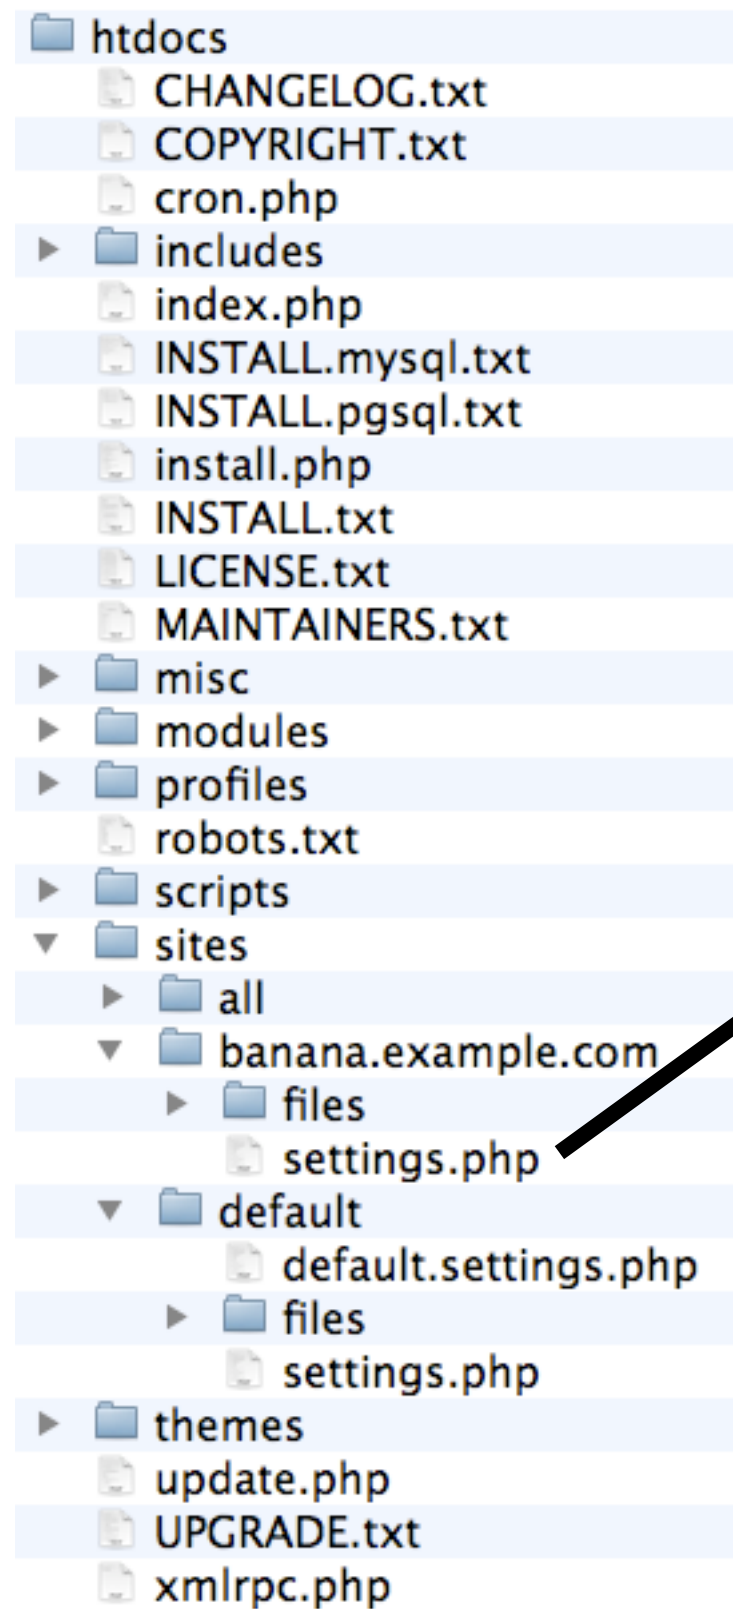 htdocs
CHANGELOG.txt
COPYRIGHT.txt
cron.php
includes
index.php
INSTALL.mysql.txt
INSTALL.pgsql.txt
install.php
INSTALL.txt
LICENSE.txt
MAINTAINERS.txt
misc
modules
profiles
robots.txt
scripts
sites
all
banana.example.com
files
settings.php
default
default.settings.php
files
settings.php
themes
update.php
UPGRADE.txt
xmlrpc.php